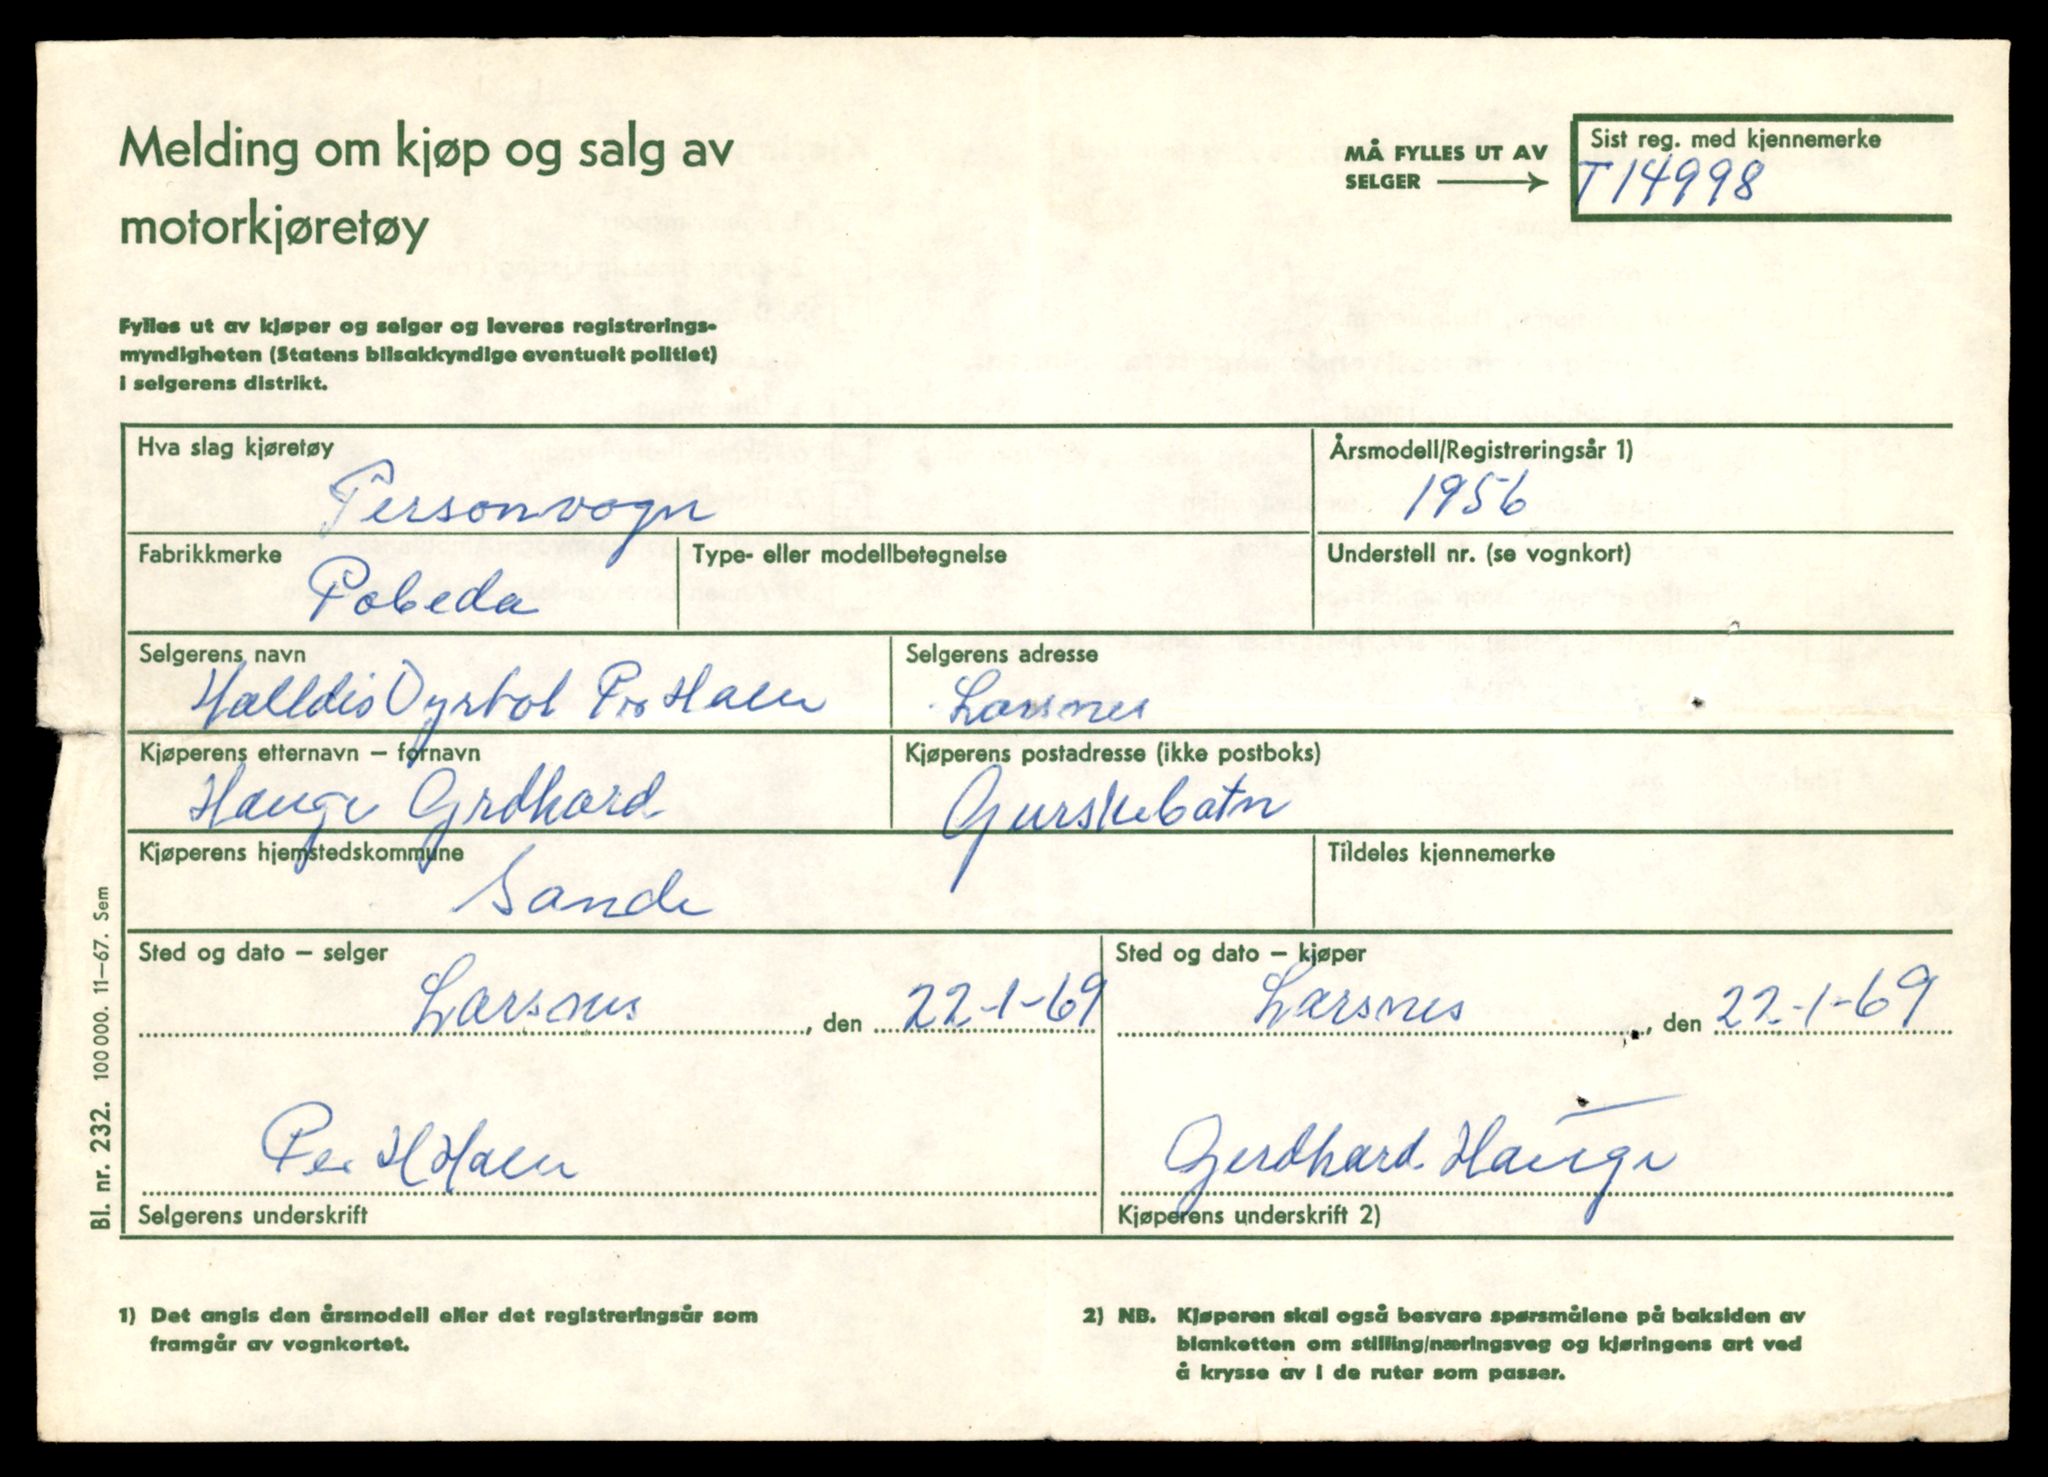 Melding om kjøp og salg av
motorkjøretøy
MÅ FYLLES UT AV
SELGER
Sist reg. med kjennemerke
T14998
Fylles ut av kjøper og selger og leveres registrerings-
myndigheten (Statens bilsakkyndige eventuelt politiet)
i selgerens distrikt.
Hva slag kjøretøy
Personvogn
Årsmodell/Registreringsår 1)
1956
Fabrikkmerke
Pobeda
Type- eller modellbetegnelse
Understell nr. (se vognkort)
Selgerens navn
Halldis
Selgerens adresse
Larsnes
Kjøperens etternavn – fornavn
Hauge Grdhard
Kjøperens postadresse (ikke postboks)
Gurskebotn
Kjøperens hjemstedskommune
Sande
Tildeles kjennemerke
Sted og dato – selger
Larsnes, den 22-1-69
Sted og dato – kjøper
Larsnes, den 22-1-69
Per H
Selgerens underskrift
Gerdhard Hauge
Kjøperens underskrift 2)
Bl. nr. 232. 100 000. 11–67. Sem
1) Det angis den årsmodell eller det registreringsår som
framgår av vognkortet.
2) NB. Kjøperen skal også besvare spørsmålene på baksiden av
blanketten om stilling/næringsveg og kjøringens art ved
å krysse av i de ruter som passer.